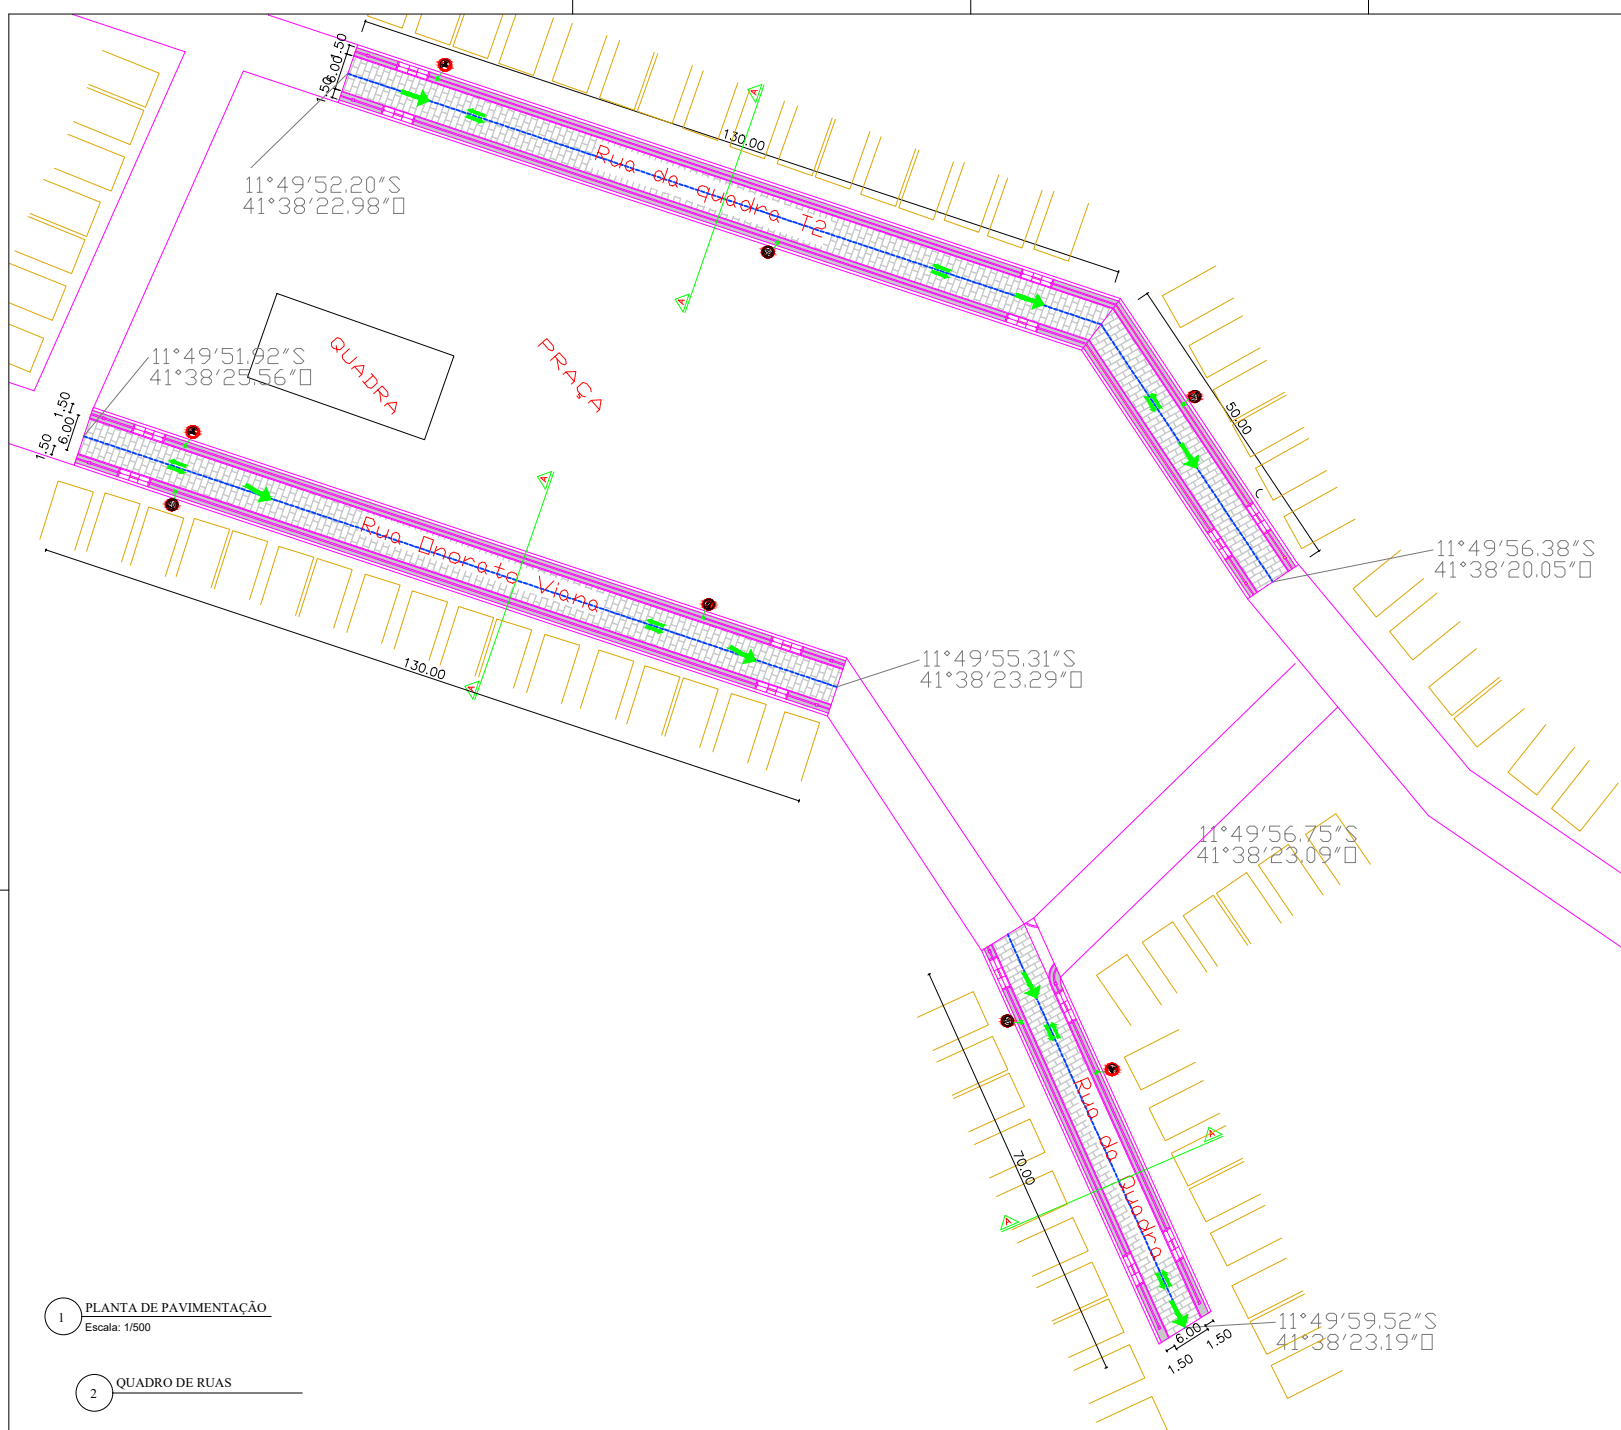 1.50
6.00
1.50
130.00
A
Rua da quadra T2
11°49'52.20"S
41°38'22.98"□
A
50.00
QUADRA
PRAÇA
11°49'51.92"S
41°38'25.56"□
1.50
6.00
1.50
A
Rua □norato Viana
130.00
A
11°49'56.38"S
41°38'20.05"□
11°49'55.31"S
41°38'23.29"□
11°49'56.75"S
41°38'23.09"□
70.00
Rua da Quadra
A
A
11°49'59.52"S
41°38'23.19"□
6.00
1.50
1.50
1 PLANTA DE PAVIMENTAÇÃO
Escala: 1/500
2 QUADRO DE RUAS